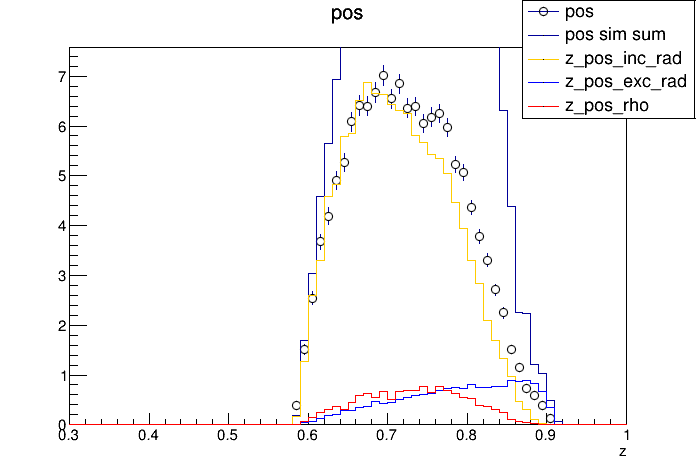 pos
pos
pos sim sum
z_pos_inc_rad
z_pos_exc_rad
z_pos_rho
7
6
5
4
3
2
1
0
0.3 0.4 0.5 0.6 0.7 0.8 0.9 1
z